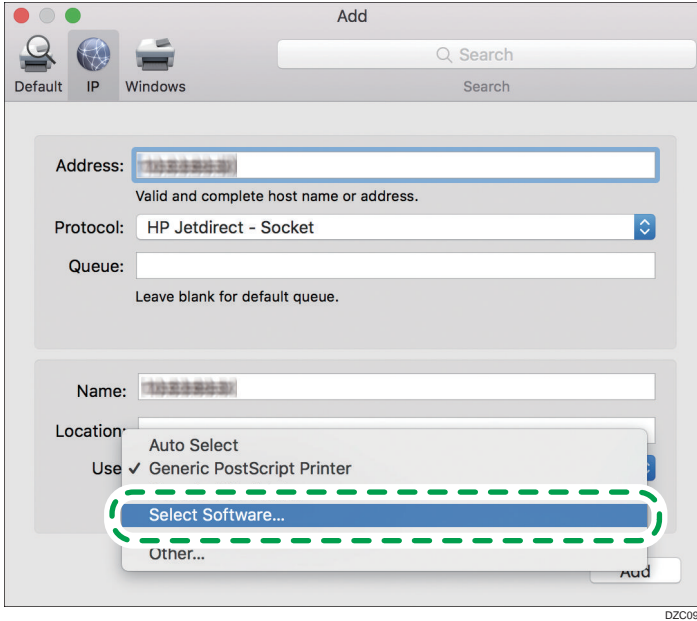 Add
Search
Default IP Windows Search
Address:
Valid and complete host name or address.
Protocol: HP Jetdirect - Socket
Queue:
Leave blank for default queue.
Name:
Location:
Auto Select
Use ✓ Generic PostScript Printer
Select Software...
Other...
Add
DZC09